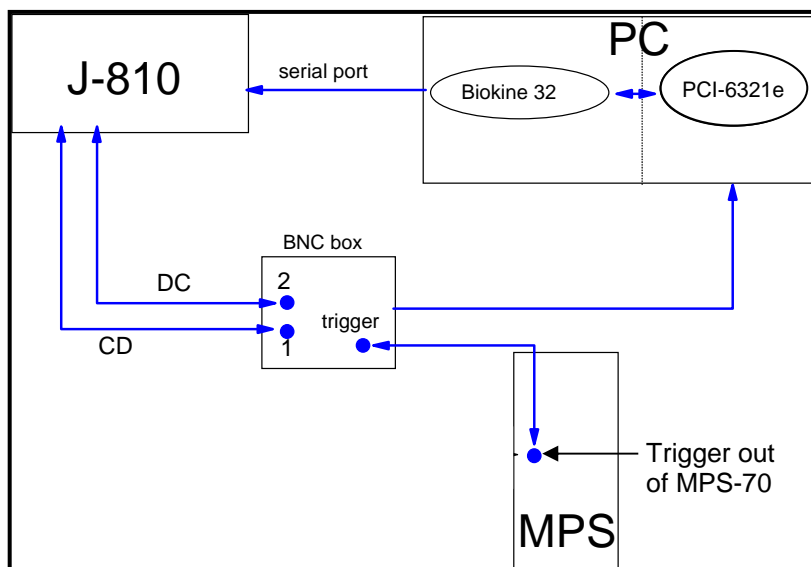 PC
J-810
serial port
Biokine 32
PCI-6321e
BNC box
DC
2
trigger
CD
1
Trigger out
of MPS-70
MPS